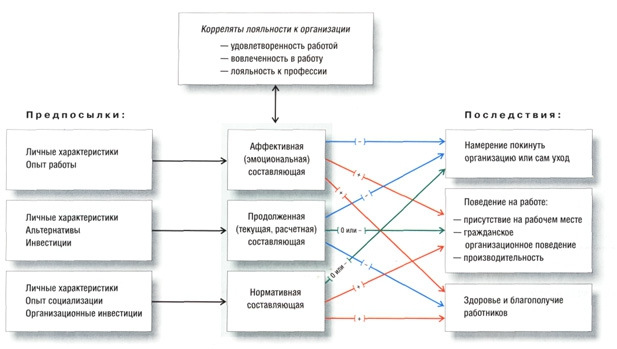 Корреляты лояльности к организации
— удовлетворенность работой
— вовлеченность в работу
— лояльность к профессии
Предпосылки:
Последствия:
Личные характеристики
Опыт работы
Аффективная
(эмоциональная)
составляющая
Намерение покинуть
организацию или сам уход
Личные характеристики
Альтернативы
Инвестиции
Продолженная
(текущая, расчетная)
составляющая
Поведение на работе:
— присутствие на рабочем месте
— гражданское
организационное поведение
— производительность
Личные характеристики
Опыт социализации
Организационные инвестиции
Нормативная
составляющая
Здоровье и благополучие
работников
–
+
+
–
0 или –
–
0 или –
+
+